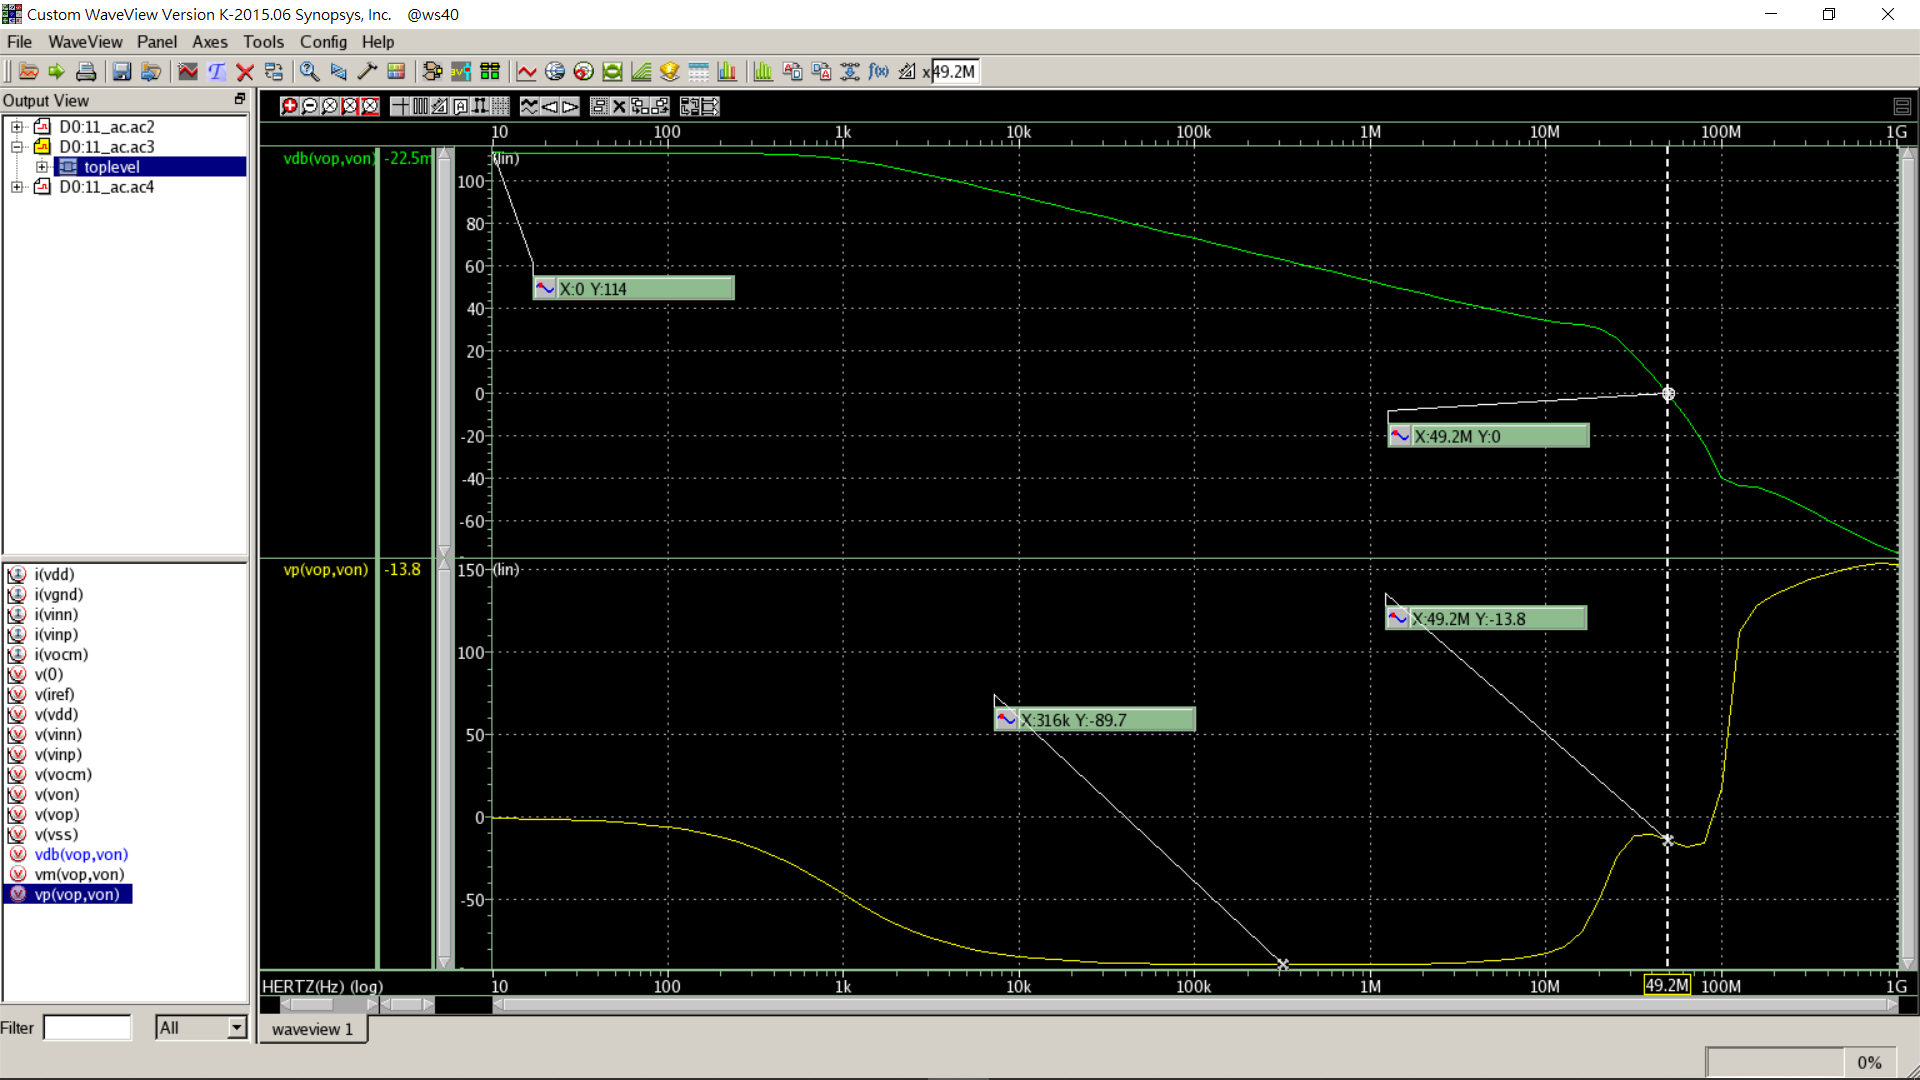 Custom WaveView Version K-2015.06 Synopsys, Inc.    @ws40
File WaveView Panel Axes Tools Config Help
x 49.2M
Output View
D0:11_ac.ac2
D0:11_ac.ac3
toplevel
D0:11_ac.ac4
i(vdd)
i(vgnd)
i(vinn)
i(vinp)
i(vocm)
v(0)
v(iref)
v(vdd)
v(vinn)
v(vinp)
v(vocm)
v(von)
v(vop)
v(vss)
vdb(vop,von)
vm(vop,von)
vp(vop,von)
Filter
All
10 100 1k 10k 100k 1M 10M 100M 1G
vdb(vop,von) -22.5m
(lin)
100
80
60
40
20
0
-20
-40
-60
X:0 Y:114
X:49.2M Y:0
vp(vop,von) -13.8
150 (lin)
100
50
0
-50
X:49.2M Y:-13.8
X:316k Y:-89.7
HERTZ(Hz) (log) 10 100 1k 10k 100k 1M 10M 49.2M 100M 1G
waveview 1
0%